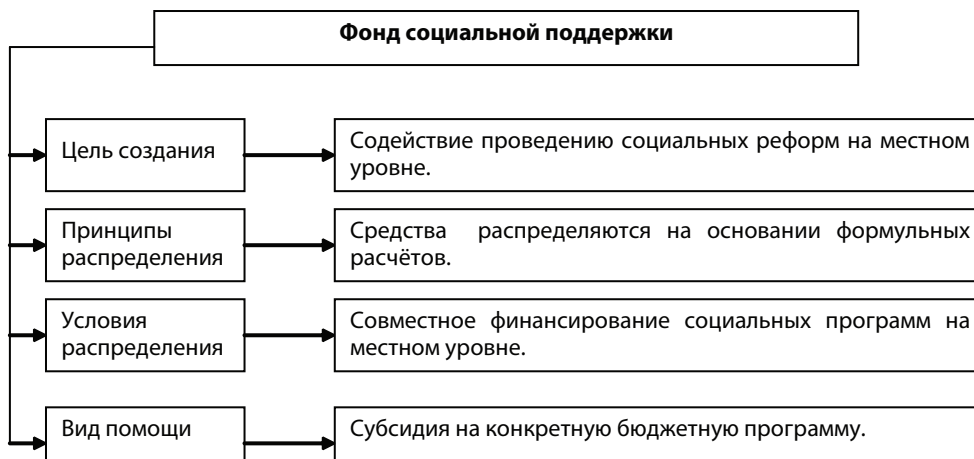 Фонд социальной поддержки
Цель создания
Содействие проведению социальных реформ на местном
уровне.
Принципы
распределения
Средства распределяются на основании формульных
расчётов.
Условия
распределения
Совместное финансирование социальных программ на
местном уровне.
Вид помощи
Субсидия на конкретную бюджетную программу.